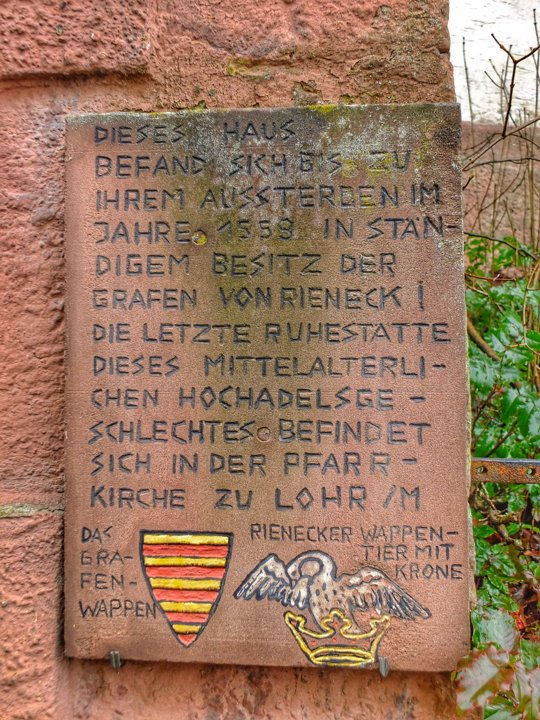 DIESES HAUS
BEFAND SICH BIS ZU
IHREM AUSSTERBEN IM
JAHRE 1559 IN STÄN-
DIGEM BESITZ DER
GRAFEN VON RIENECK!
DIE LETZTE RUHESTÄTTE
DIESES MITTELALTERLI-
CHEN HOCHADELSGE-
SCHLECHTES BEFINDET
SICH IN DER PFARR-
KIRCHE ZU LOHR /M
DAS
GRA-
FEN-
WAPPEN
RIENECKER WAPPEN-
TIER MIT
KRONE